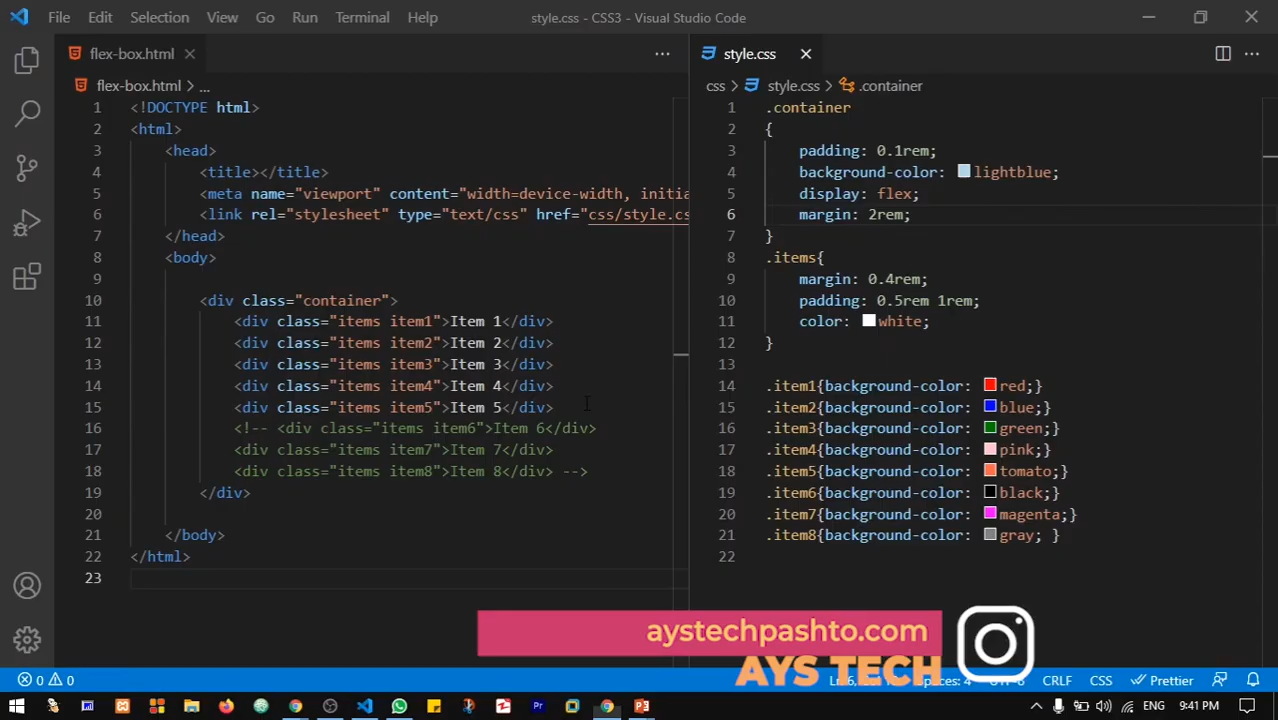 File Edit Selection View Go Run Terminal Help style.css - CSS3 - Visual Studio Code
flex-box.html
flex-box.html > ...
1 <!DOCTYPE html>
2 <html>
3 <head>
4 <title></title>
5 <meta name="viewport" content="width=device-width, initia
6 <link rel="stylesheet" type="text/css" href="css/style.cs
7 </head>
8 <body>
9
10 <div class="container">
11 <div class="items item1">Item 1</div>
12 <div class="items item2">Item 2</div>
13 <div class="items item3">Item 3</div>
14 <div class="items item4">Item 4</div>
15 <div class="items item5">Item 5</div>
16 <!-- <div class="items item6">Item 6</div>
17 <div class="items item7">Item 7</div>
18 <div class="items item8">Item 8</div> -->
19 </div>
20
21 </body>
22 </html>
23
style.css
css > style.css > .container
1 .container
2 {
3 padding: 0.1rem;
4 background-color: lightblue;
5 display: flex;
6 margin: 2rem;
7 }
8 .items{
9 margin: 0.4rem;
10 padding: 0.5rem 1rem;
11 color: white;
12 }
13
14 .item1{background-color: red;}
15 .item2{background-color: blue;}
16 .item3{background-color: green;}
17 .item4{background-color: pink;}
18 .item5{background-color: tomato;}
19 .item6{background-color: black;}
20 .item7{background-color: magenta;}
21 .item8{background-color: gray; }
22
aystechpashto.com
AYS TECH
0 0 CRLF CSS Prettier
ENG 9:41 PM